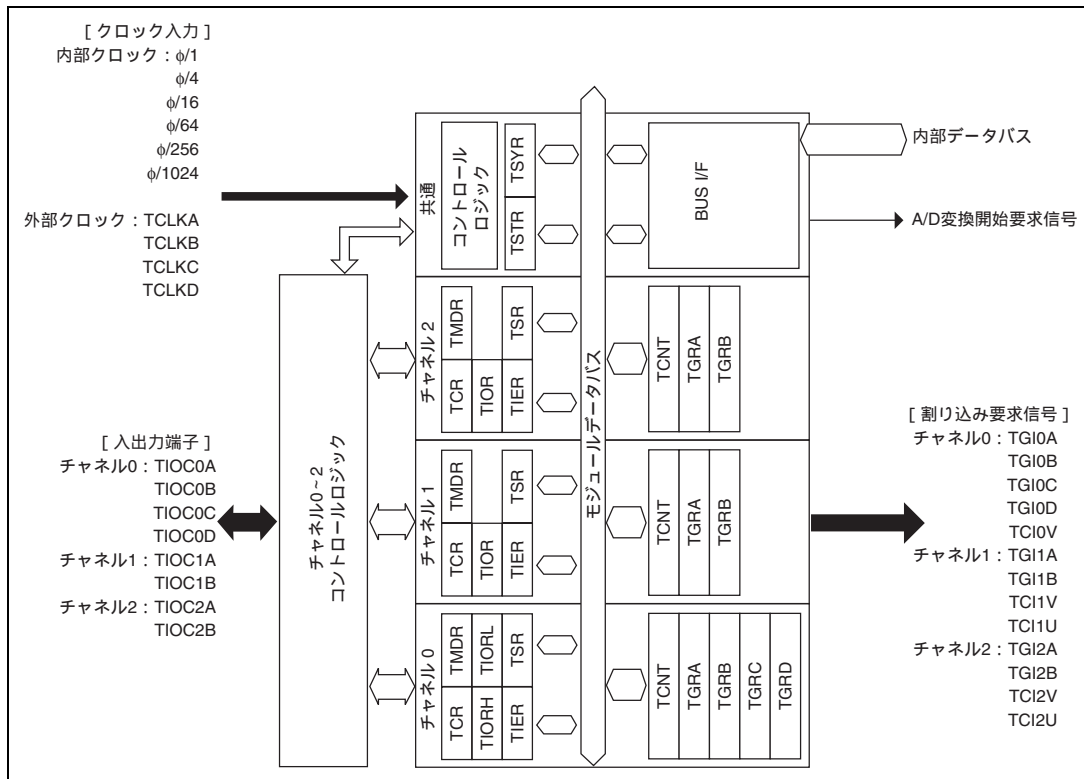 [ クロック入力 ]
内部クロック：ϕ/1
ϕ/4
ϕ/16
ϕ/64
ϕ/256
ϕ/1024
外部クロック：TCLKA
TCLKB
TCLKC
TCLKD
[ 入出力端子 ]
チャネル0：TIOC0A
TIOC0B
TIOC0C
TIOC0D
チャネル1：TIOC1A
TIOC1B
チャネル2：TIOC2A
TIOC2B
チャネル0~2
コントロールロジック
共通
コントロール
ロジック
TSYR
TSTR
BUS I/F
チャネル2
TMDR
TSR
TCR
TIOR
TIER
TCNT
TGRA
TGRB
チャネル1
TMDR
TSR
TCR
TIOR
TIER
TCNT
TGRA
TGRB
チャネル0
TMDR
TIORL
TSR
TCR
TIORH
TIER
TCNT
TGRA
TGRB
TGRC
TGRD
モジュールデータバス
内部データバス
A/D変換開始要求信号
[ 割り込み要求信号 ]
チャネル0：TGI0A
TGI0B
TGI0C
TGI0D
TCI0V
チャネル1：TGI1A
TGI1B
TCI1V
TCI1U
チャネル2：TGI2A
TGI2B
TCI2V
TCI2U